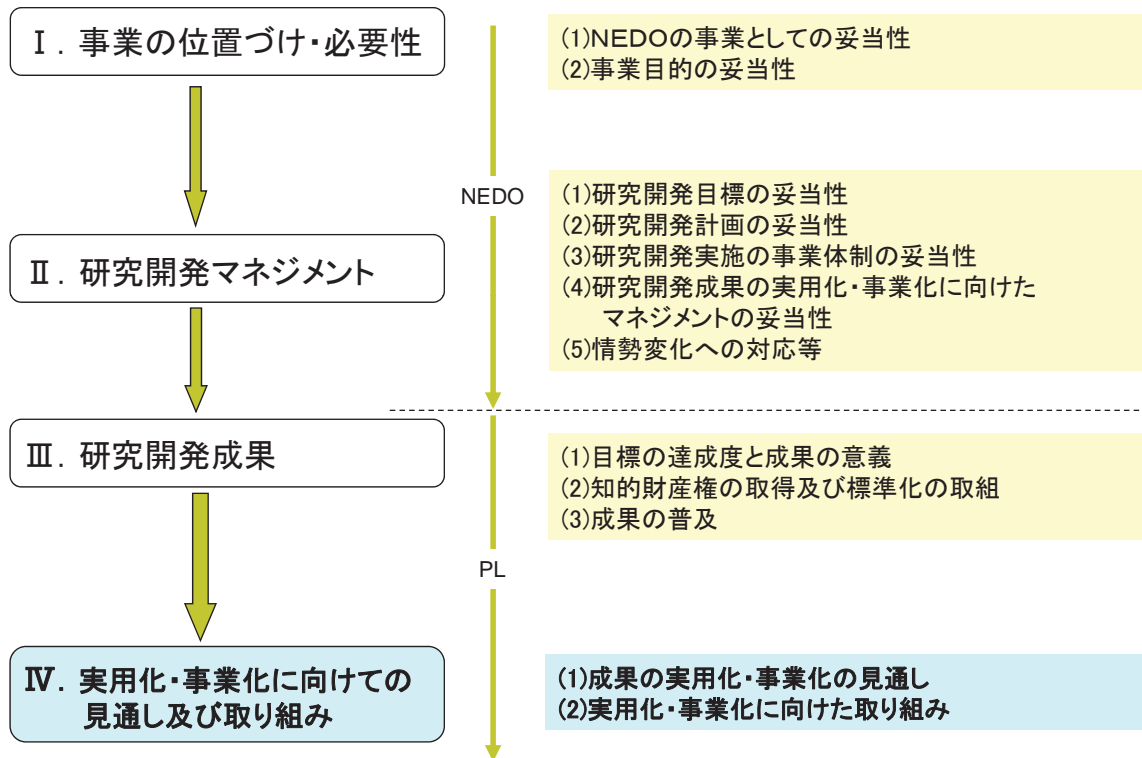 Ⅰ. 事業の位置づけ・必要性
(1)NEDOの事業としての妥当性
(2)事業目的の妥当性
NEDO
Ⅱ. 研究開発マネジメント
(1)研究開発目標の妥当性
(2)研究開発計画の妥当性
(3)研究開発実施の事業体制の妥当性
(4)研究開発成果の実用化・事業化に向けた
マネジメントの妥当性
(5)情勢変化への対応等
Ⅲ. 研究開発成果
(1)目標の達成度と成果の意義
(2)知的財産権の取得及び標準化の取組
(3)成果の普及
PL
Ⅳ. 実用化・事業化に向けての
見通し及び取り組み
(1)成果の実用化・事業化の見通し
(2)実用化・事業化に向けた取り組み